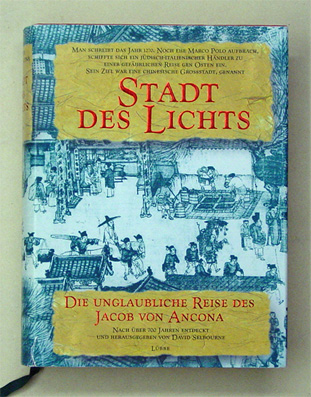 MAN SCHREIBT DAS JAHR 1270. NOCH EHE MARCO POLO AUFBRACH,
SCHIFFTE SICH EIN JÜDISCH-ITALIENISCHER HÄNDLER ZU
EINER GEFÄHRLICHEN REISE GEN OSTEN EIN.
SEIN ZIEL WAR EINE CHINESISCHE GROSSSTADT, GENANNT
STADT
DES LICHTS
DIE UNGLAUBLICHE REISE DES
JACOB VON ANCONA
NACH ÜBER 700 JAHREN ENTDECKT
UND HERAUSGEGEBEN VON DAVID SELBOURNE
LÜBBE